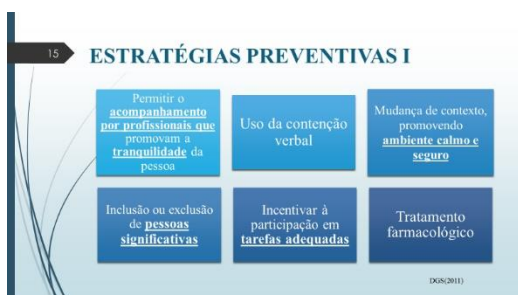 15
ESTRATÉGIAS PREVENTIVAS I
Permitir o
acompanhamento
por profissionais que
promovam a
tranquilidade da
pessoa
Uso da contenção
verbal
Mudança de contexto,
promovendo
ambiente calmo e
seguro
Inclusão ou exclusão
de pessoas
significativas
Incentivar à
participação em
tarefas adequadas
Tratamento
farmacológico
DGS(2011)